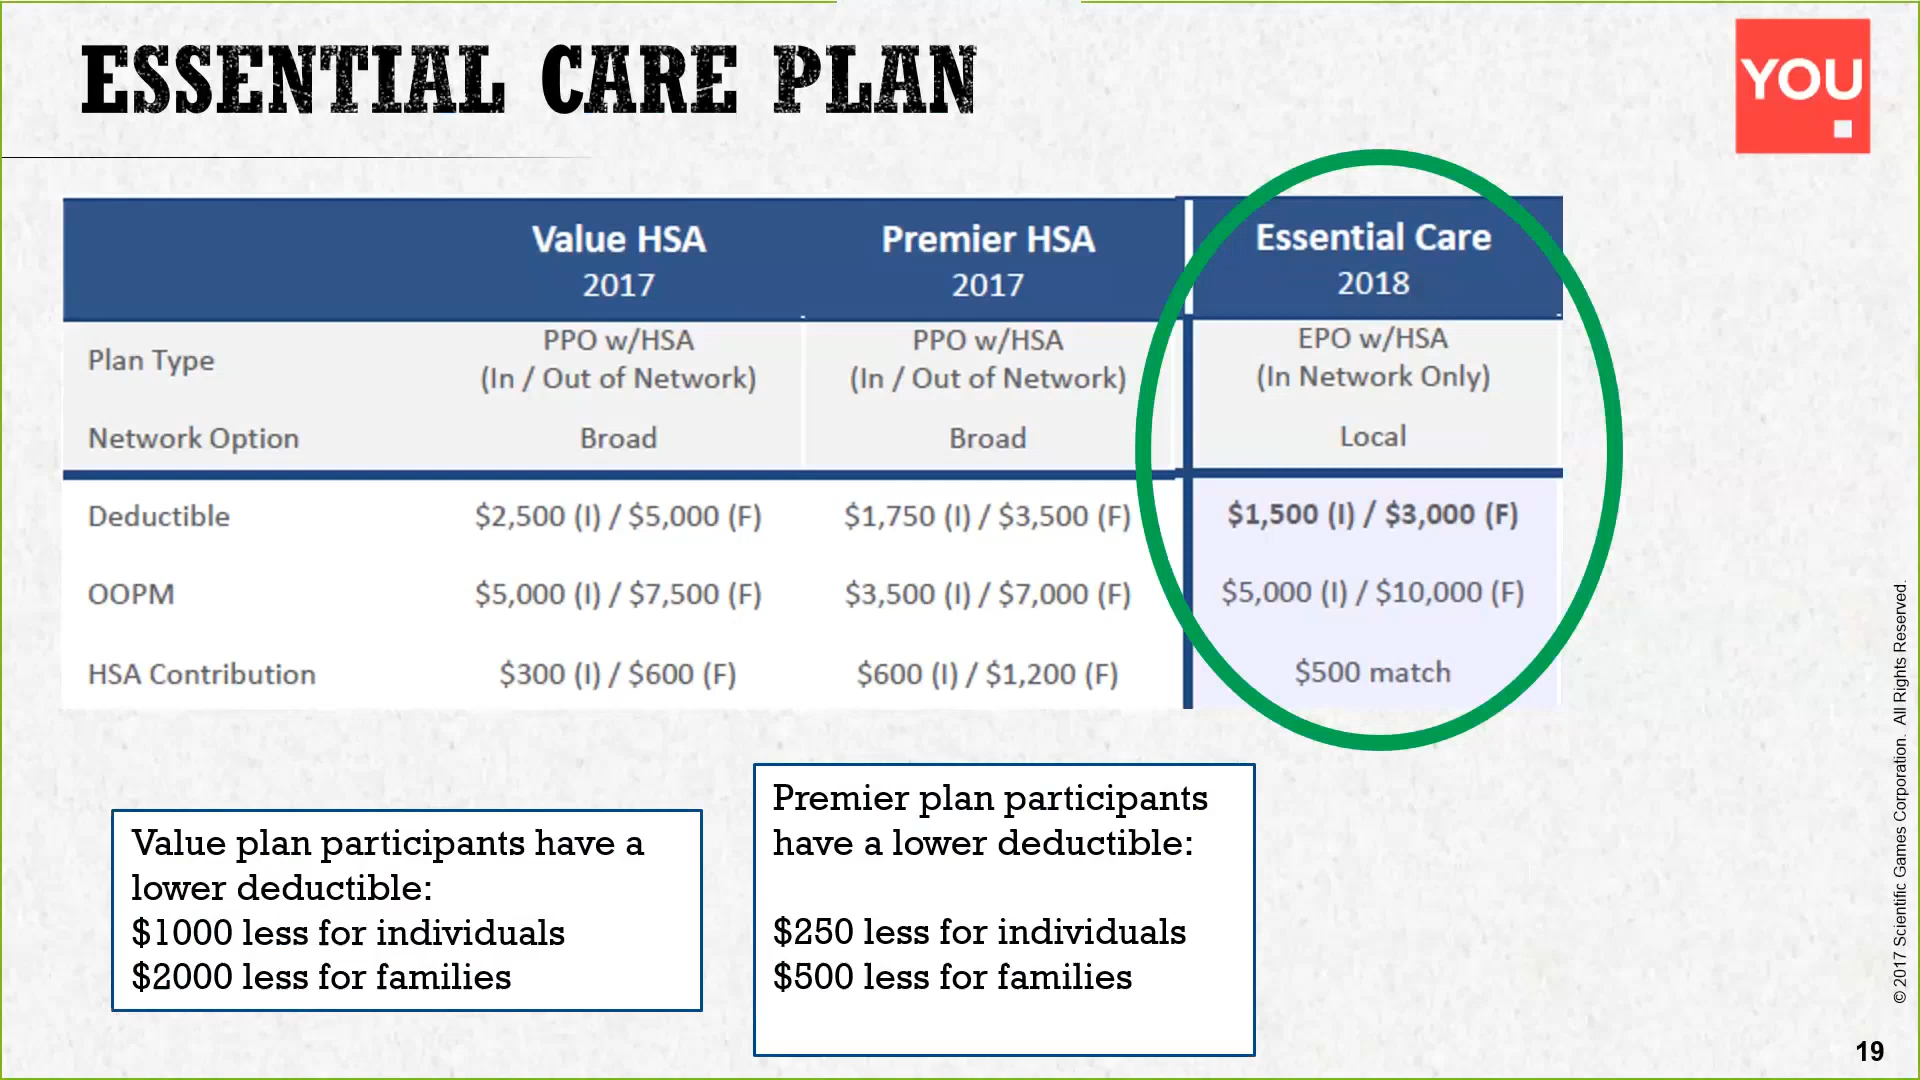 ESSENTIAL CARE PLAN
YOU
Value HSA Premier HSA Essential Care
2017 2017 2018
Plan Type PPO w/HSA PPO w/HSA EPO w/HSA
(In / Out of Network) (In / Out of Network) (In Network Only)
Network Option Broad Broad Local
Deductible $2,500 (I) / $5,000 (F) $1,750 (I) / $3,500 (F) $1,500 (I) / $3,000 (F)
OOPM $5,000 (I) / $7,500 (F) $3,500 (I) / $7,000 (F) $5,000 (I) / $10,000 (F)
HSA Contribution $300 (I) / $600 (F) $600 (I) / $1,200 (F) $500 match
Value plan participants have a
lower deductible:
$1000 less for individuals
$2000 less for families
Premier plan participants
have a lower deductible:
$250 less for individuals
$500 less for families
© 2017 Scientific Games Corporation. All Rights Reserved.
19